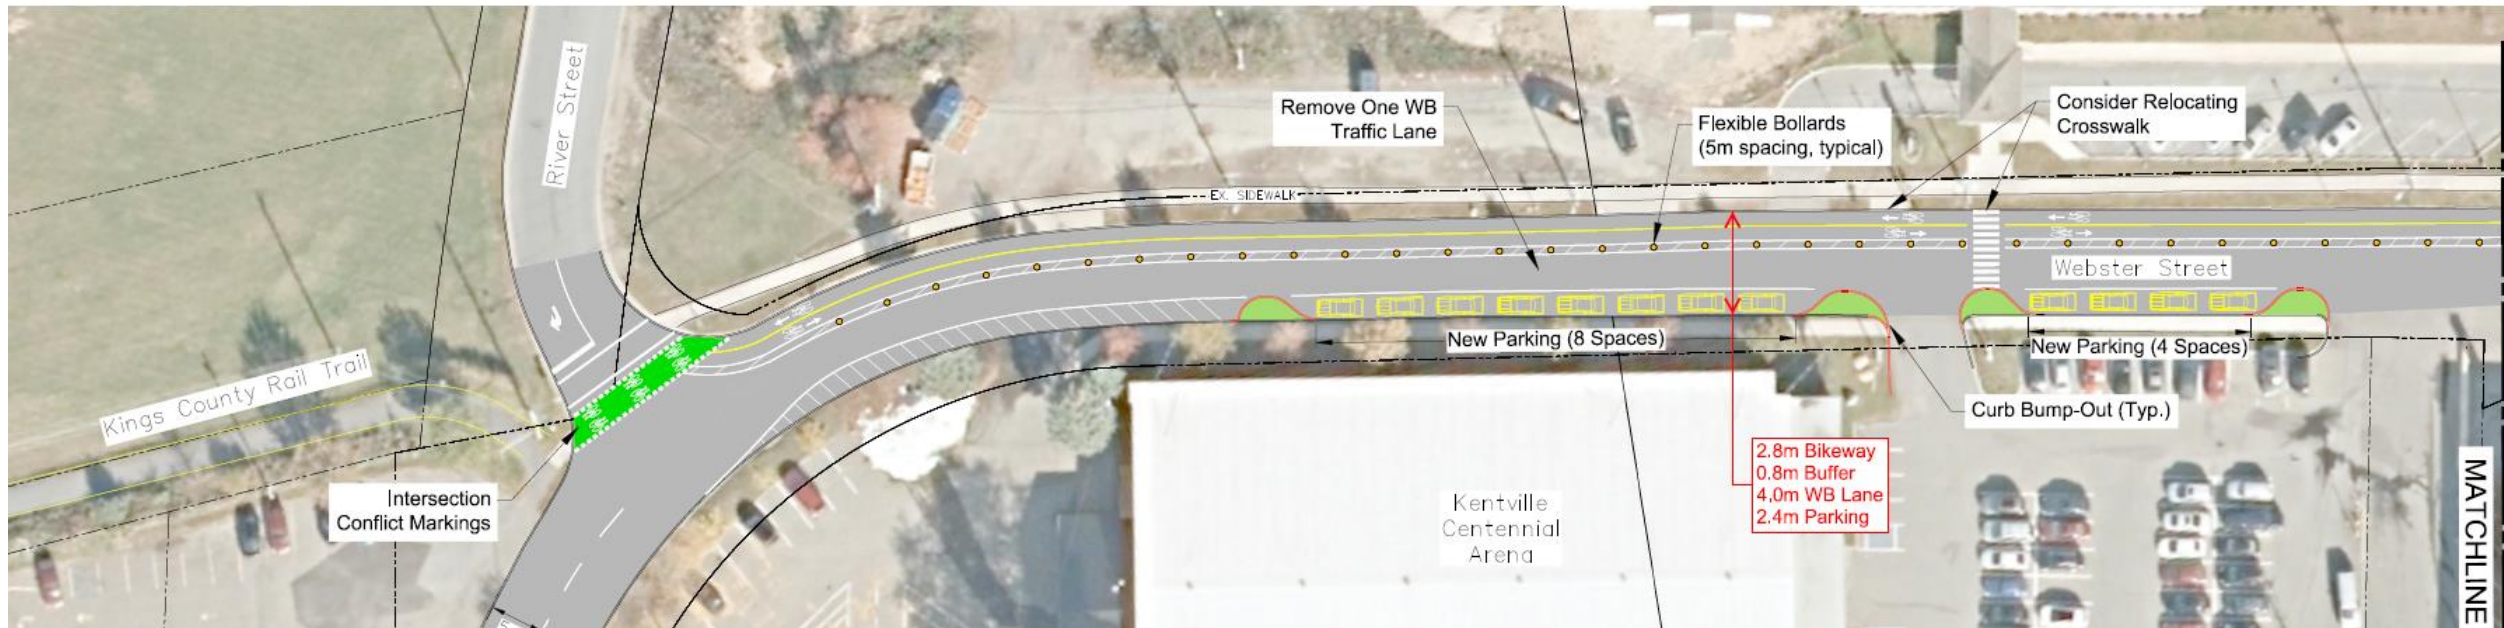 River Street
Kings County Rail Trail
Intersection
Conflict Markings
EX. SIDEWALK
Remove One WB
Traffic Lane
Flexible Bollards
(5m spacing, typical)
Consider Relocating
Crosswalk
Webster Street
New Parking (8 Spaces)
New Parking (4 Spaces)
Curb Bump-Out (Typ.)
2.8m Bikeway
0.8m Buffer
4.0m WB Lane
2.4m Parking
Kentville
Centennial
Arena
MATCHLINE